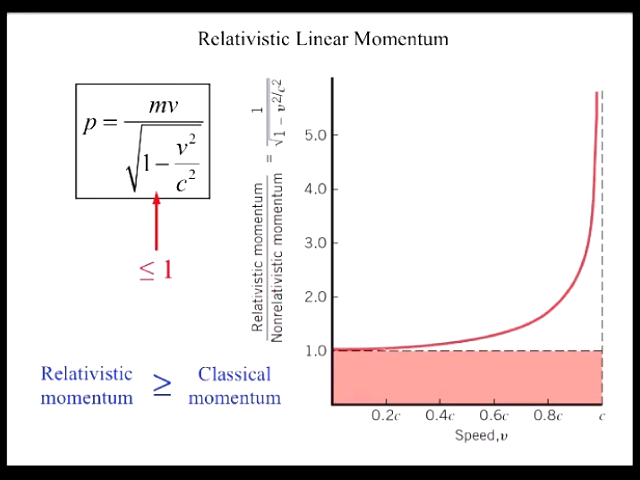 Relativistic Linear Momentum
p = mv / √(1 − v²/c²)
≤ 1
Relativistic momentum ≥ Classical momentum
Relativistic momentum / Nonrelativistic momentum = 1 / √(1 − v²/c²)
5.0
4.0
3.0
2.0
1.0
0.2c 0.4c 0.6c 0.8c c
Speed, v